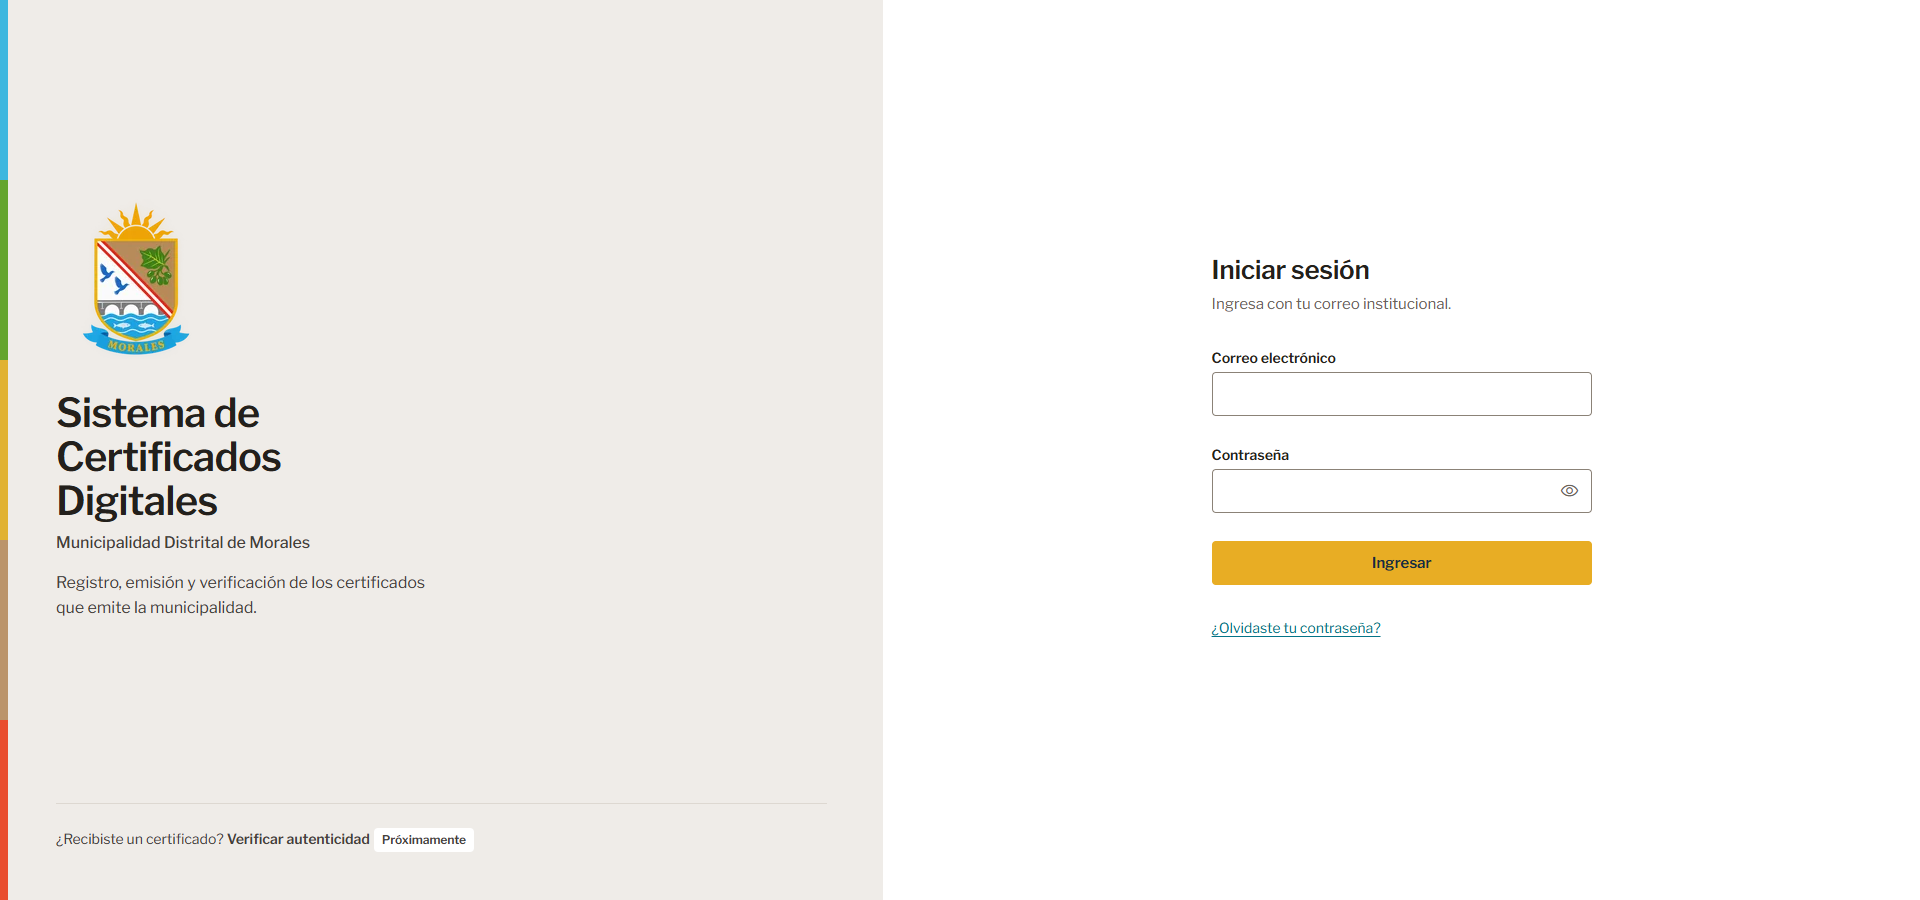 MORALES
Sistema de
Certificados
Digitales
Municipalidad Distrital de Morales
Registro, emisión y verificación de los certificados
que emite la municipalidad.
¿Recibiste un certificado? Verificar autenticidad Próximamente
Iniciar sesión
Ingresa con tu correo institucional.
Correo electrónico
Contraseña
Ingresar
¿Olvidaste tu contraseña?